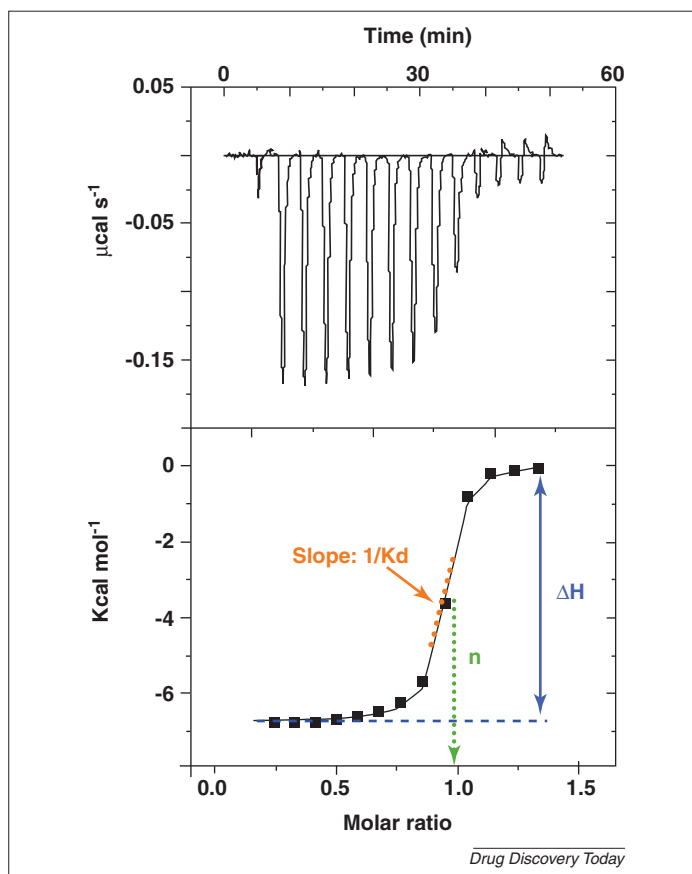 Time (min)
0 30 60
0.05
0
-0.05
-0.15
µcal s⁻¹
0
-2
-4
-6
Kcal mol⁻¹
Slope: 1/Kd
ΔH
n
0.0 0.5 1.0 1.5
Molar ratio
Drug Discovery Today